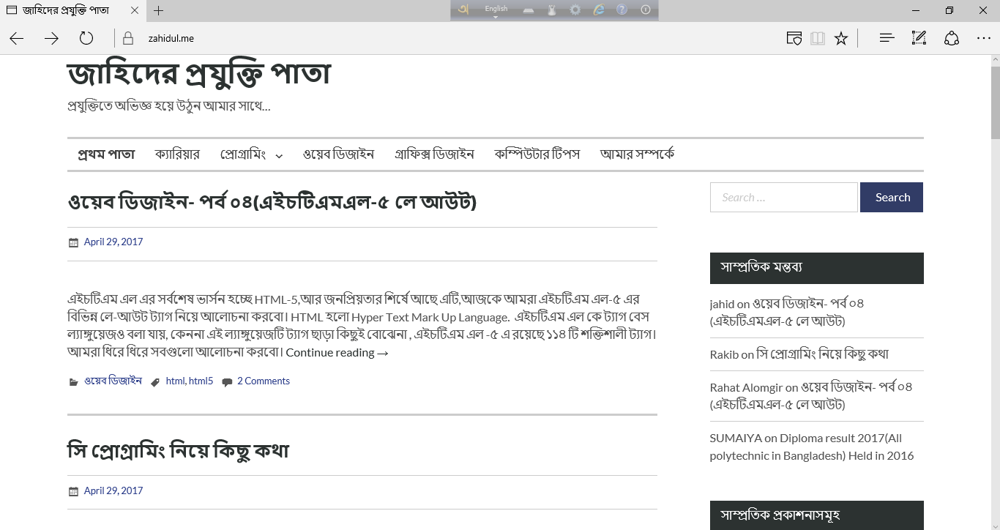 জাহিদের প্রযুক্তি পাতা
English
zahidul.me
জাহিদের প্রযুক্তি পাতা
প্রযুক্তিতে অভিজ্ঞ হয়ে উঠুন আমার সাথে...
প্রথম পাতা ক্যারিয়ার প্রোগ্রামিং ওয়েব ডিজাইন গ্রাফিক্স ডিজাইন কম্পিউটার টিপস আমার সম্পর্কে
ওয়েব ডিজাইন- পর্ব ০৪(এইচটিএমএল-৫ লে আউট)
April 29, 2017
এইচটিএম এল এর সর্বশেষ ভার্সন হচ্ছে HTML-5,আর জনপ্রিয়তার শির্ষে আছে এটি,আজকে আমরা এইচটিএম এল-৫ এর
বিভিন্ন লে-আউট ট্যাগ নিয়ে আলোচনা করবো। HTML হলো Hyper Text Mark Up Language. এইচটিএম এল কে ট্যাগ বেস
ল্যাঙ্গুয়েজও বলা যায়, কেননা এই ল্যাঙ্গুয়েজটি ট্যাগ ছাড়া কিছুই বোঝেনা , এইচটিএম এল -৫ এ রয়েছে ১১৪ টি শক্তিশালী ট্যাগ।
আমরা ধিরে ধিরে সবগুলো আলোচনা করবো। Continue reading →
ওয়েব ডিজাইন html, html5 2 Comments
সি প্রোগ্রামিং নিয়ে কিছু কথা
April 29, 2017
Search ...
Search
সাম্প্রতিক মন্তব্য
jahid on ওয়েব ডিজাইন- পর্ব ০৪
(এইচটিএমএল-৫ লে আউট)
Rakib on সি প্রোগ্রামিং নিয়ে কিছু কথা
Rahat Alomgir on ওয়েব ডিজাইন- পর্ব ০৪
(এইচটিএমএল-৫ লে আউট)
SUMAIYA on Diploma result 2017(All
polytechnic in Bangladesh) Held in 2016
সাম্প্রতিক প্রকাশনাসমূহ